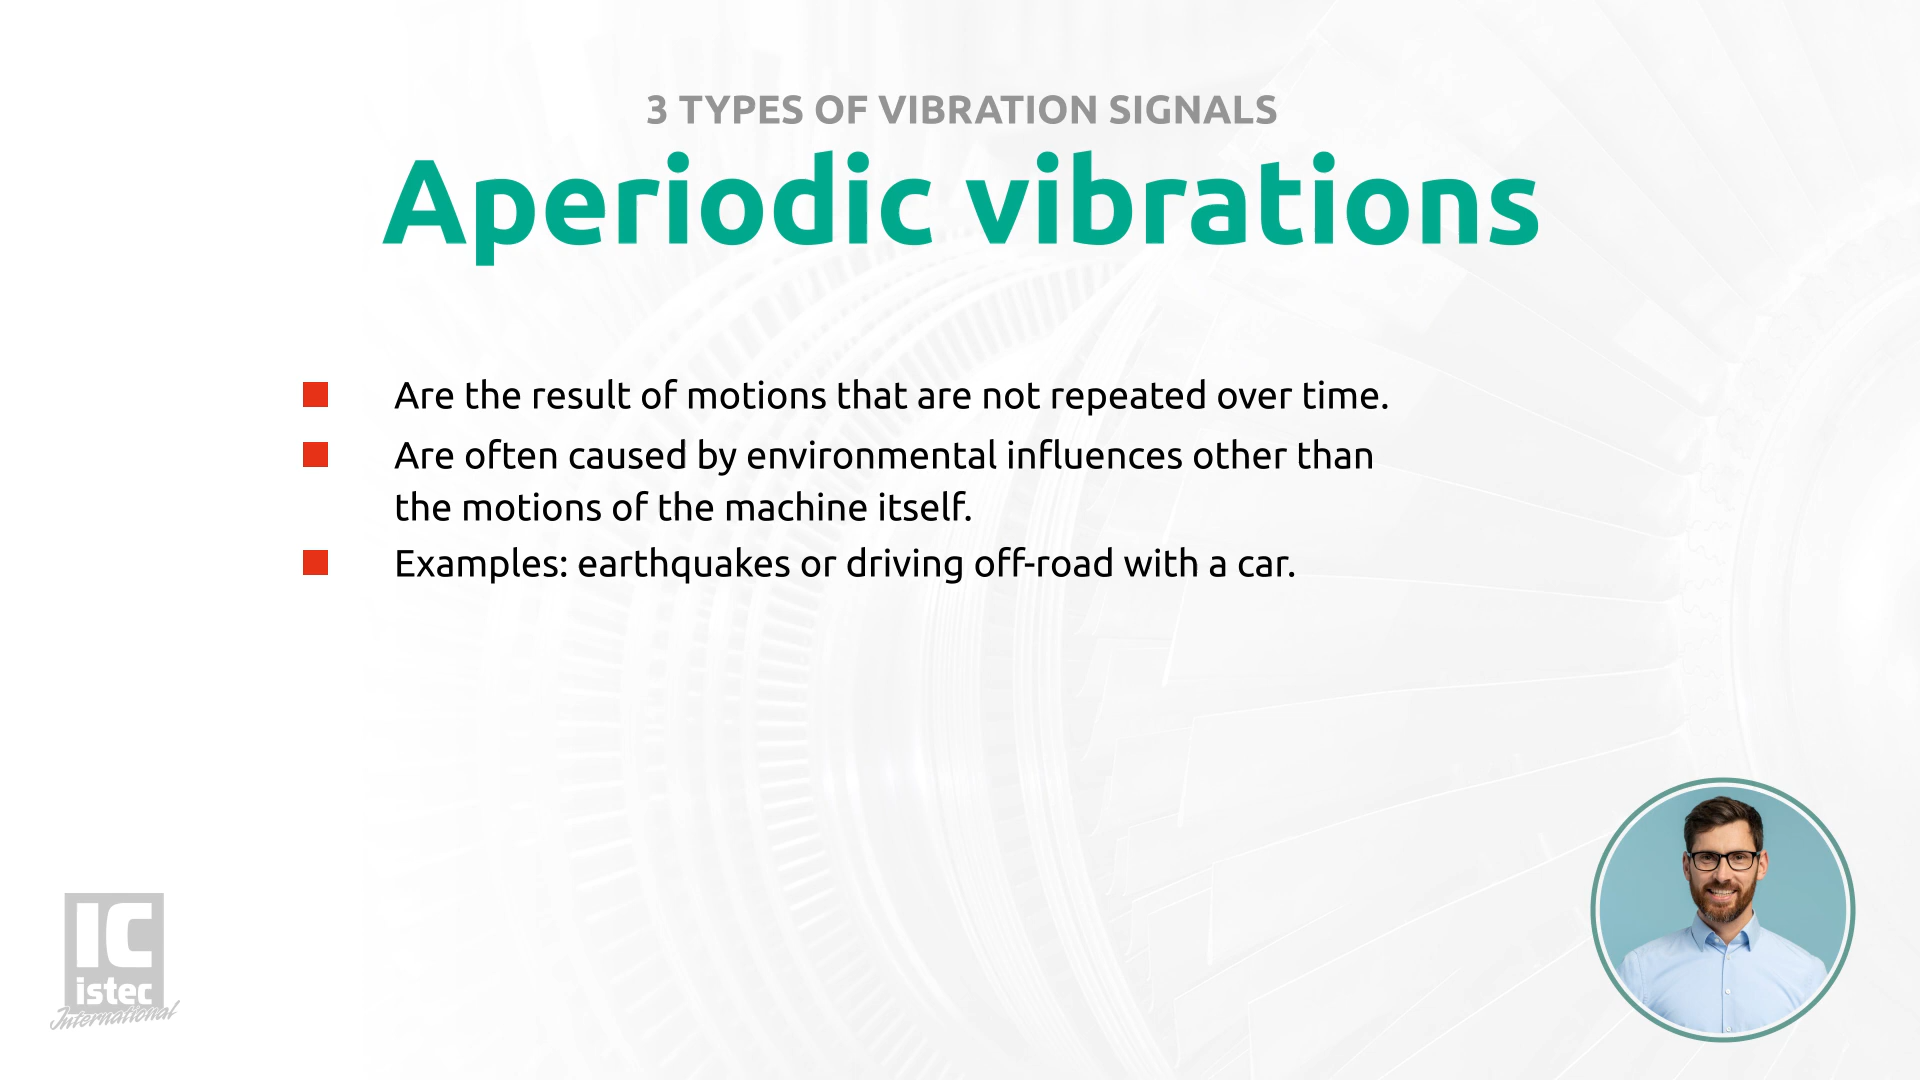 3 TYPES OF VIBRATION SIGNALS
Aperiodic vibrations
Are the result of motions that are not repeated over time.
Are often caused by environmental influences other than
the motions of the machine itself.
Examples: earthquakes or driving off-road with a car.
IC
istec
International